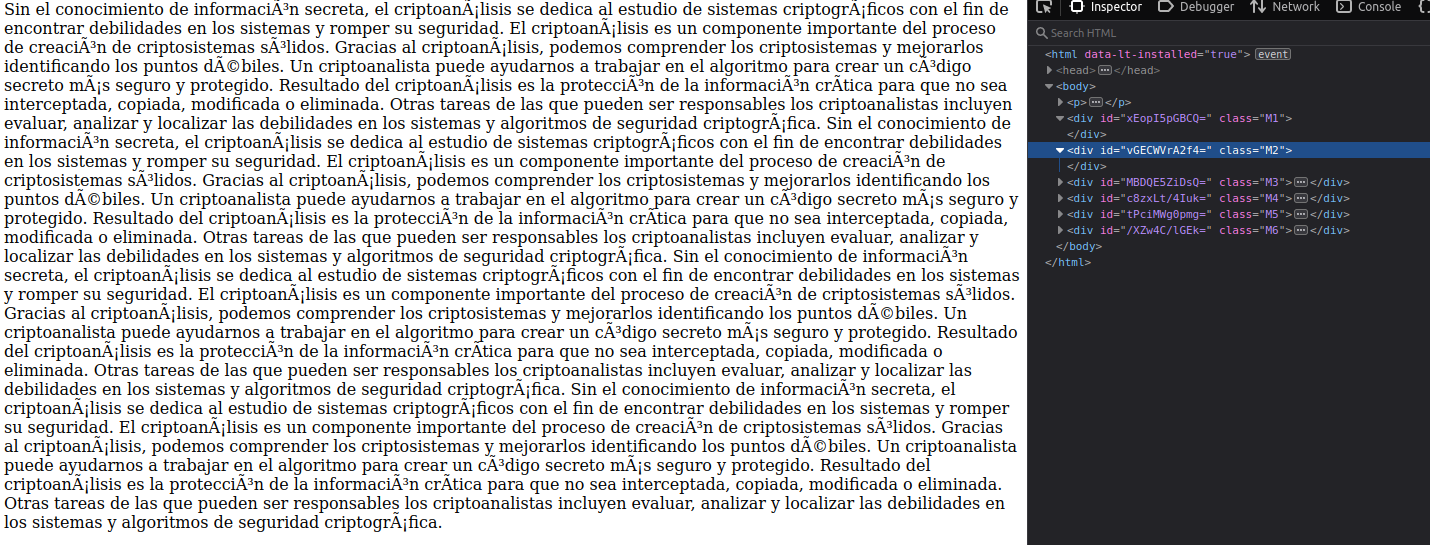 Sin el conocimiento de informaciÃ³n secreta, el criptoanÃ¡lisis se dedica al estudio de sistemas criptogrÃ¡ficos con el fin de
encontrar debilidades en los sistemas y romper su seguridad. El criptoanÃ¡lisis es un componente importante del proceso
de creaciÃ³n de criptosistemas sÃ³lidos. Gracias al criptoanÃ¡lisis, podemos comprender los criptosistemas y mejorarlos
identificando los puntos dÃ©biles. Un criptoanalista puede ayudarnos a trabajar en el algoritmo para crear un cÃ³digo
secreto mÃ¡s seguro y protegido. Resultado del criptoanÃ¡lisis es la protecciÃ³n de la informaciÃ³n crÃtica para que no sea
interceptada, copiada, modificada o eliminada. Otras tareas de las que pueden ser responsables los criptoanalistas incluyen
evaluar, analizar y localizar las debilidades en los sistemas y algoritmos de seguridad criptogrÃ¡fica. Sin el conocimiento de
informaciÃ³n secreta, el criptoanÃ¡lisis se dedica al estudio de sistemas criptogrÃ¡ficos con el fin de encontrar debilidades
en los sistemas y romper su seguridad. El criptoanÃ¡lisis es un componente importante del proceso de creaciÃ³n de
criptosistemas sÃ³lidos. Gracias al criptoanÃ¡lisis, podemos comprender los criptosistemas y mejorarlos identificando los
puntos dÃ©biles. Un criptoanalista puede ayudarnos a trabajar en el algoritmo para crear un cÃ³digo secreto mÃ¡s seguro y
protegido. Resultado del criptoanÃ¡lisis es la protecciÃ³n de la informaciÃ³n crÃtica para que no sea interceptada, copiada,
modificada o eliminada. Otras tareas de las que pueden ser responsables los criptoanalistas incluyen evaluar, analizar y
localizar las debilidades en los sistemas y algoritmos de seguridad criptogrÃ¡fica. Sin el conocimiento de informaciÃ³n
secreta, el criptoanÃ¡lisis se dedica al estudio de sistemas criptogrÃ¡ficos con el fin de encontrar debilidades en los sistemas
y romper su seguridad. El criptoanÃ¡lisis es un componente importante del proceso de creaciÃ³n de criptosistemas sÃ³lidos.
Gracias al criptoanÃ¡lisis, podemos comprender los criptosistemas y mejorarlos identificando los puntos dÃ©biles. Un
criptoanalista puede ayudarnos a trabajar en el algoritmo para crear un cÃ³digo secreto mÃ¡s seguro y protegido. Resultado
del criptoanÃ¡lisis es la protecciÃ³n de la informaciÃ³n crÃtica para que no sea interceptada, copiada, modificada o
eliminada. Otras tareas de las que pueden ser responsables los criptoanalistas incluyen evaluar, analizar y localizar las
debilidades en los sistemas y algoritmos de seguridad criptogrÃ¡fica. Sin el conocimiento de informaciÃ³n secreta, el
criptoanÃ¡lisis se dedica al estudio de sistemas criptogrÃ¡ficos con el fin de encontrar debilidades en los sistemas y romper
su seguridad. El criptoanÃ¡lisis es un componente importante del proceso de creaciÃ³n de criptosistemas sÃ³lidos. Gracias
al criptoanÃ¡lisis, podemos comprender los criptosistemas y mejorarlos identificando los puntos dÃ©biles. Un criptoanalista
puede ayudarnos a trabajar en el algoritmo para crear un cÃ³digo secreto mÃ¡s seguro y protegido. Resultado del
criptoanÃ¡lisis es la protecciÃ³n de la informaciÃ³n crÃtica para que no sea interceptada, copiada, modificada o eliminada.
Otras tareas de las que pueden ser responsables los criptoanalistas incluyen evaluar, analizar y localizar las debilidades en
los sistemas y algoritmos de seguridad criptogrÃ¡fica.
Inspector Debugger Network Console
Search HTML
<html data-lt-installed="true"> event
<head> ... </head>
<body>
<p> ... </p>
<div id="xEopI5pGBCQ=" class="M1">
</div>
<div id="vGECWVrA2f4=" class="M2">
</div>
<div id="MBDQE5ZiDsQ=" class="M3"> ... </div>
<div id="c8zxLt/4Iuk=" class="M4"> ... </div>
<div id="tPciMWg0pmg=" class="M5"> ... </div>
<div id="/XZw4C/lGEk=" class="M6"> ... </div>
</body>
</html>